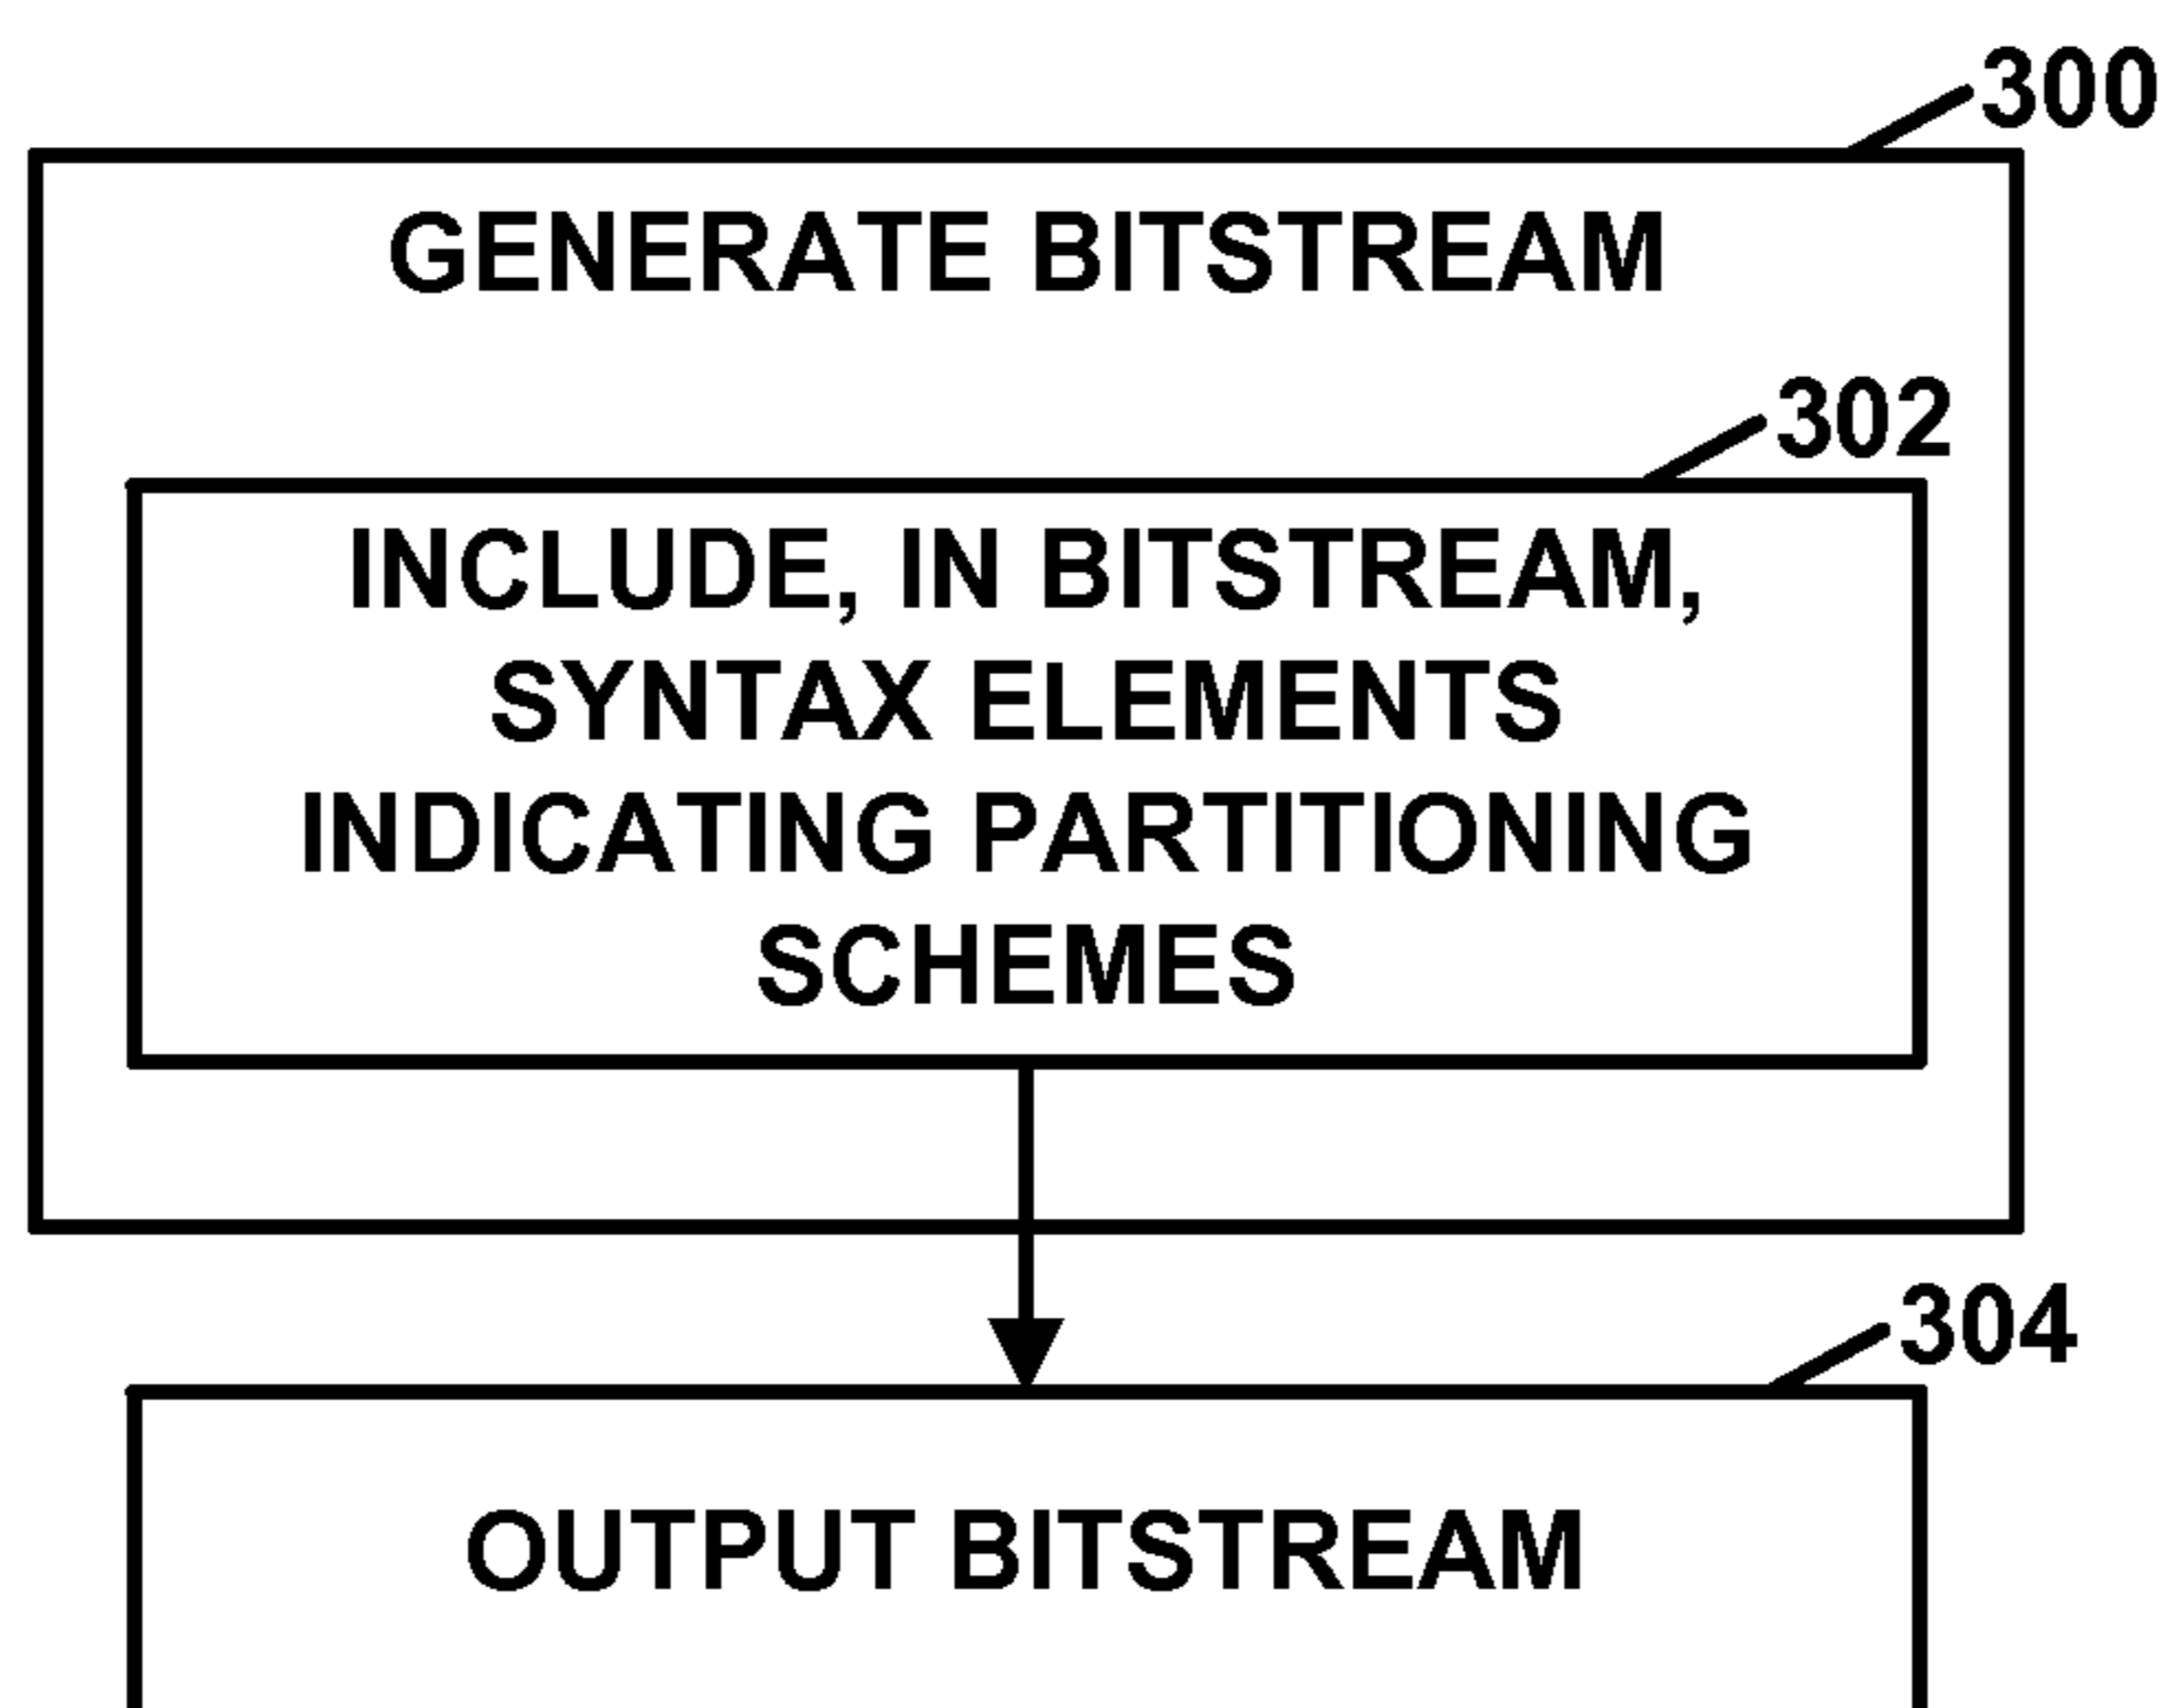 300
GENERATE BITSTREAM
302
INCLUDE, IN BITSTREAM,
SYNTAX ELEMENTS
INDICATING PARTITIONING
SCHEMES
304
OUTPUT BITSTREAM